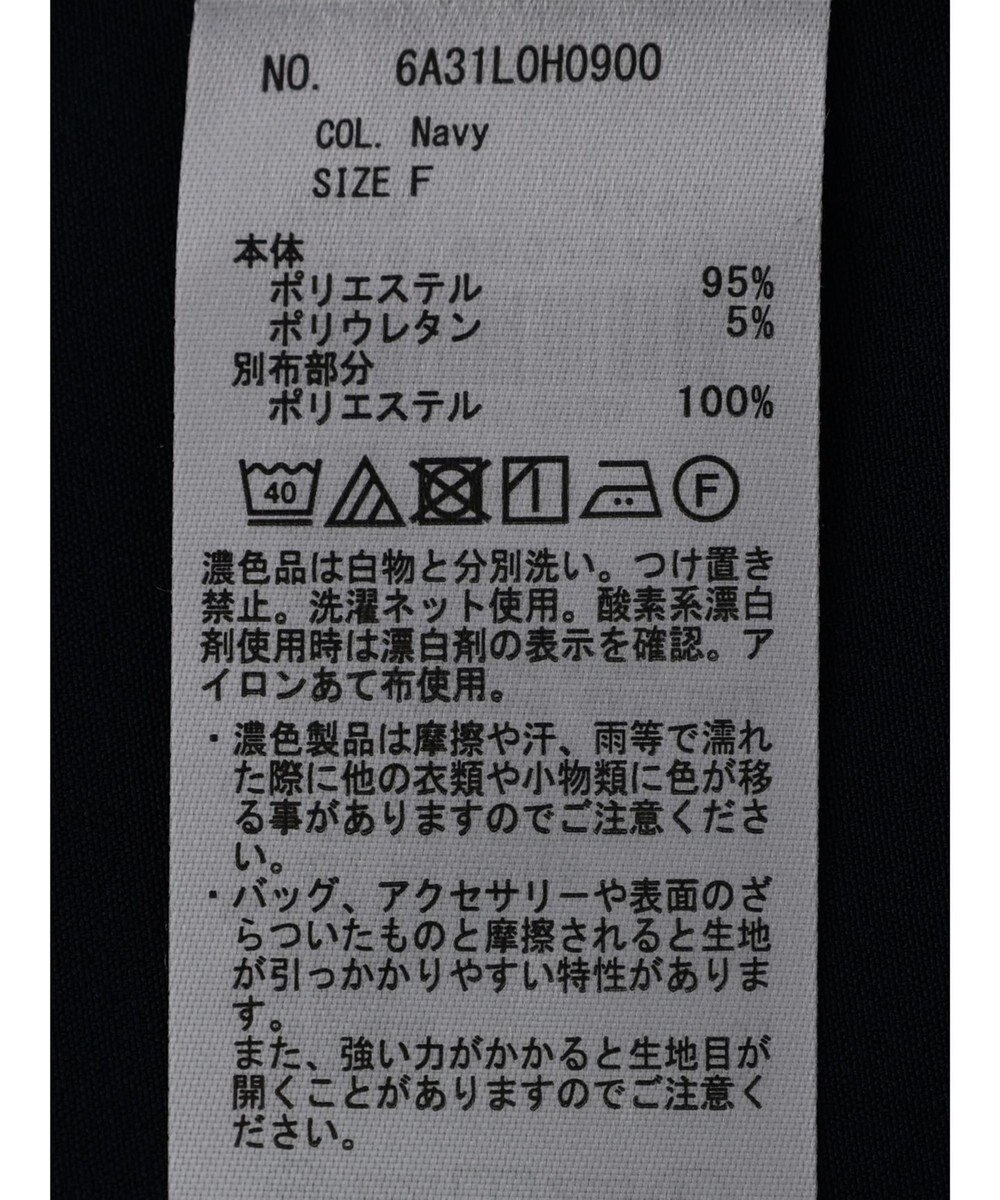 NO. 6A31L0H0900
COL. Navy
SIZE F
本体
ポリエステル 95%
ポリウレタン 5%
別布部分
ポリエステル 100%
40 F
濃色品は白物と分別洗い。つけ置き
禁止。洗濯ネット使用。酸素系漂白
剤使用時は漂白剤の表示を確認。ア
イロンあて布使用。
・濃色製品は摩擦や汗、雨等で濡れ
た際に他の衣類や小物類に色が移
る事がありますのでご注意くださ
い。
・バッグ、アクセサリーや表面のざ
らついたものと摩擦されると生地
が引っかかりやすい特性がありま
す。
また、強い力がかかると生地目が
開くことがありますのでご注意く
ださい。